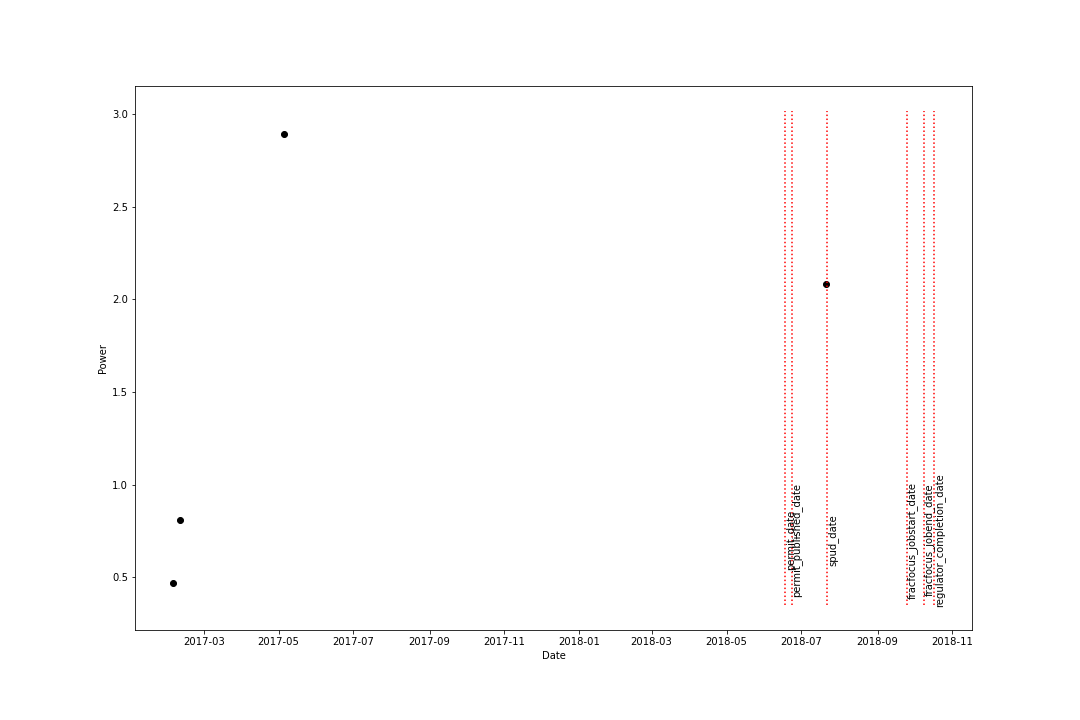 3.0
2.5
2.0
1.5
1.0
0.5
Power
permit_date
permit_published_date
spud_date
fracfocus_jobstart_date
fracfocus_jobend_date
regulator_completion_date
2017-03 2017-05 2017-07 2017-09 2017-11 2018-01 2018-03 2018-05 2018-07 2018-09 2018-11
Date